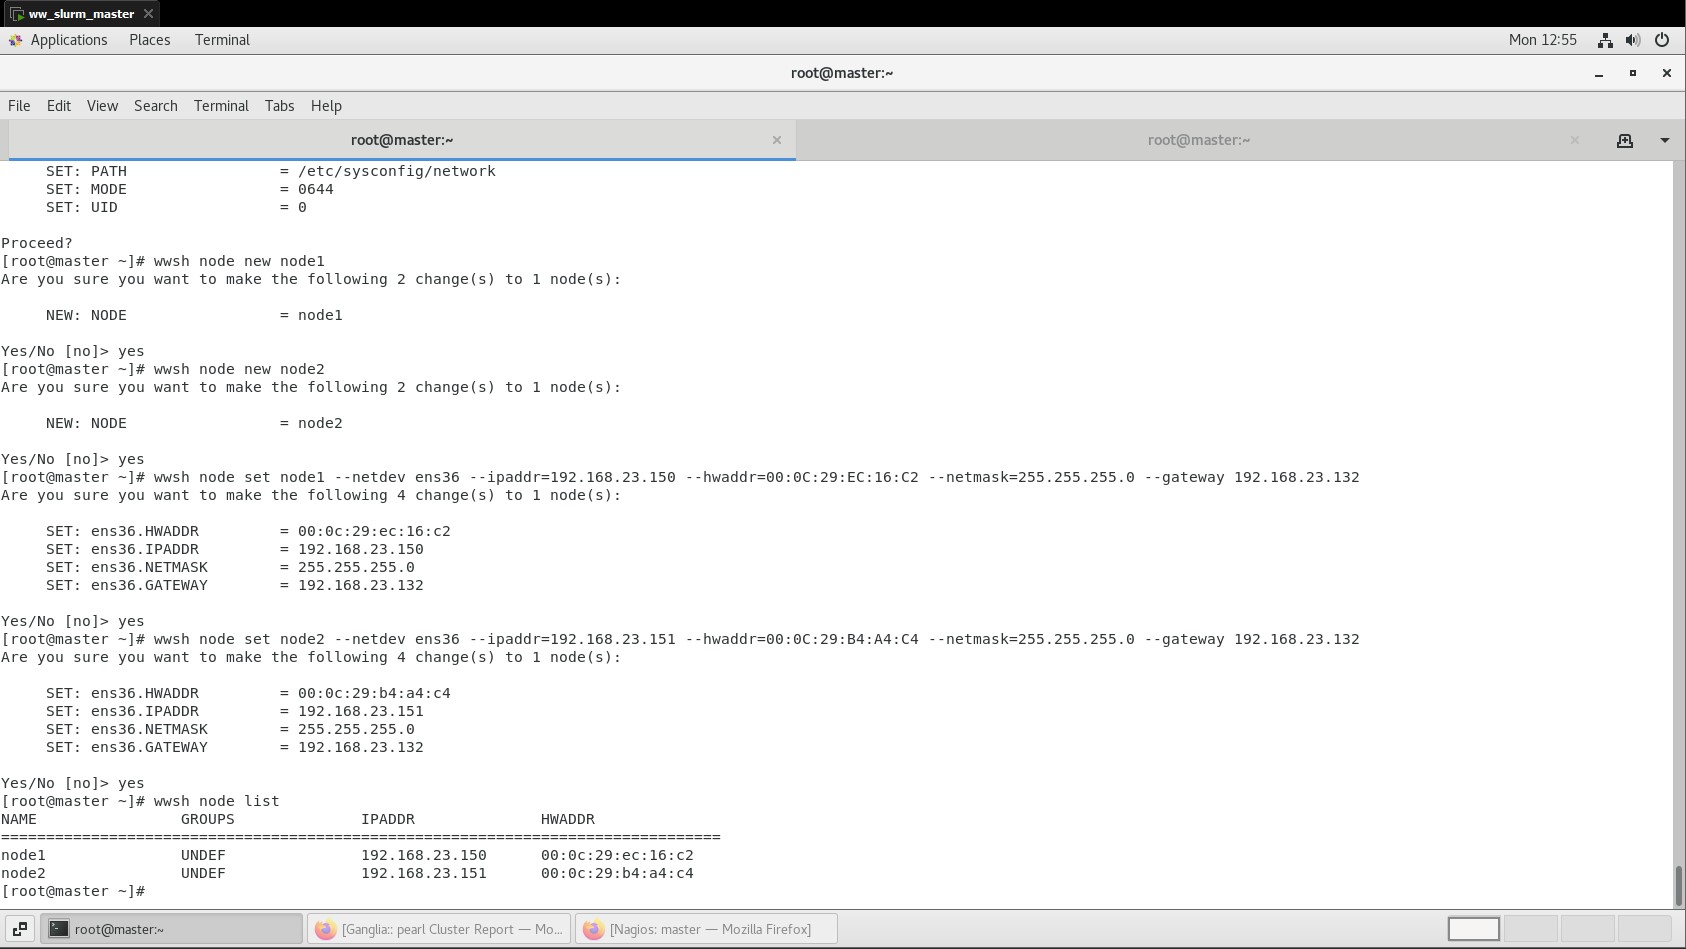 ww_slurm_master
Applications Places Terminal Mon 12:55
root@master:~
File Edit View Search Terminal Tabs Help
root@master:~ root@master:~
SET: PATH = /etc/sysconfig/network
SET: MODE = 0644
SET: UID = 0
Proceed?
[root@master ~]# wwsh node new node1
Are you sure you want to make the following 2 change(s) to 1 node(s):
NEW: NODE = node1
Yes/No [no]> yes
[root@master ~]# wwsh node new node2
Are you sure you want to make the following 2 change(s) to 1 node(s):
NEW: NODE = node2
Yes/No [no]> yes
[root@master ~]# wwsh node set node1 --netdev ens36 --ipaddr=192.168.23.150 --hwaddr=00:0C:29:EC:16:C2 --netmask=255.255.255.0 --gateway 192.168.23.132
Are you sure you want to make the following 4 change(s) to 1 node(s):
SET: ens36.HWADDR = 00:0c:29:ec:16:c2
SET: ens36.IPADDR = 192.168.23.150
SET: ens36.NETMASK = 255.255.255.0
SET: ens36.GATEWAY = 192.168.23.132
Yes/No [no]> yes
[root@master ~]# wwsh node set node2 --netdev ens36 --ipaddr=192.168.23.151 --hwaddr=00:0C:29:B4:A4:C4 --netmask=255.255.255.0 --gateway 192.168.23.132
Are you sure you want to make the following 4 change(s) to 1 node(s):
SET: ens36.HWADDR = 00:0c:29:b4:a4:c4
SET: ens36.IPADDR = 192.168.23.151
SET: ens36.NETMASK = 255.255.255.0
SET: ens36.GATEWAY = 192.168.23.132
Yes/No [no]> yes
[root@master ~]# wwsh node list
NAME GROUPS IPADDR HWADDR
================================================================================
node1 UNDEF 192.168.23.150 00:0c:29:ec:16:c2
node2 UNDEF 192.168.23.151 00:0c:29:b4:a4:c4
[root@master ~]#
root@master:~ [Ganglia:: pearl Cluster Report — Mo... [Nagios: master — Mozilla Firefox]